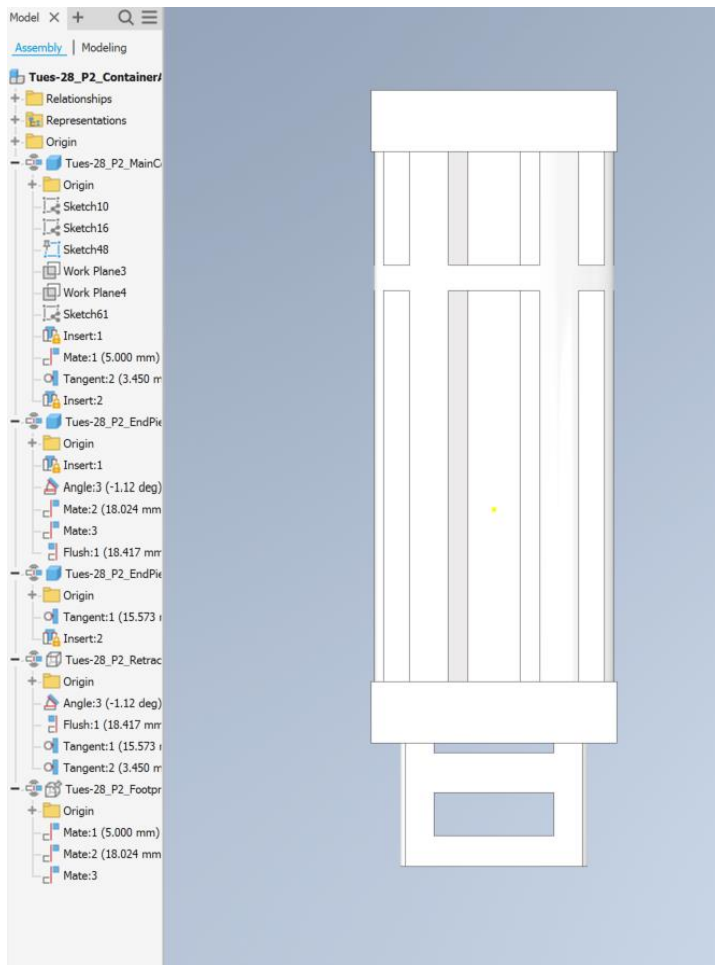 Model
Assembly | Modeling
Tues-28_P2_Container
Relationships
Representations
Origin
Tues-28_P2_MainC
Origin
Sketch10
Sketch16
Sketch48
Work Plane3
Work Plane4
Sketch61
Insert:1
Mate:1 (5.000 mm)
Tangent:2 (3.450 m
Insert:2
Tues-28_P2_EndPie
Origin
Insert:1
Angle:3 (-1.12 deg)
Mate:2 (18.024 mm
Mate:3
Flush:1 (18.417 mm
Tues-28_P2_EndPie
Origin
Tangent:1 (15.573
Insert:2
Tues-28_P2_Retrac
Origin
Angle:3 (-1.12 deg)
Flush:1 (18.417 mm
Tangent:1 (15.573
Tangent:2 (3.450 m
Tues-28_P2_Footpr
Origin
Mate:1 (5.000 mm)
Mate:2 (18.024 mm
Mate:3